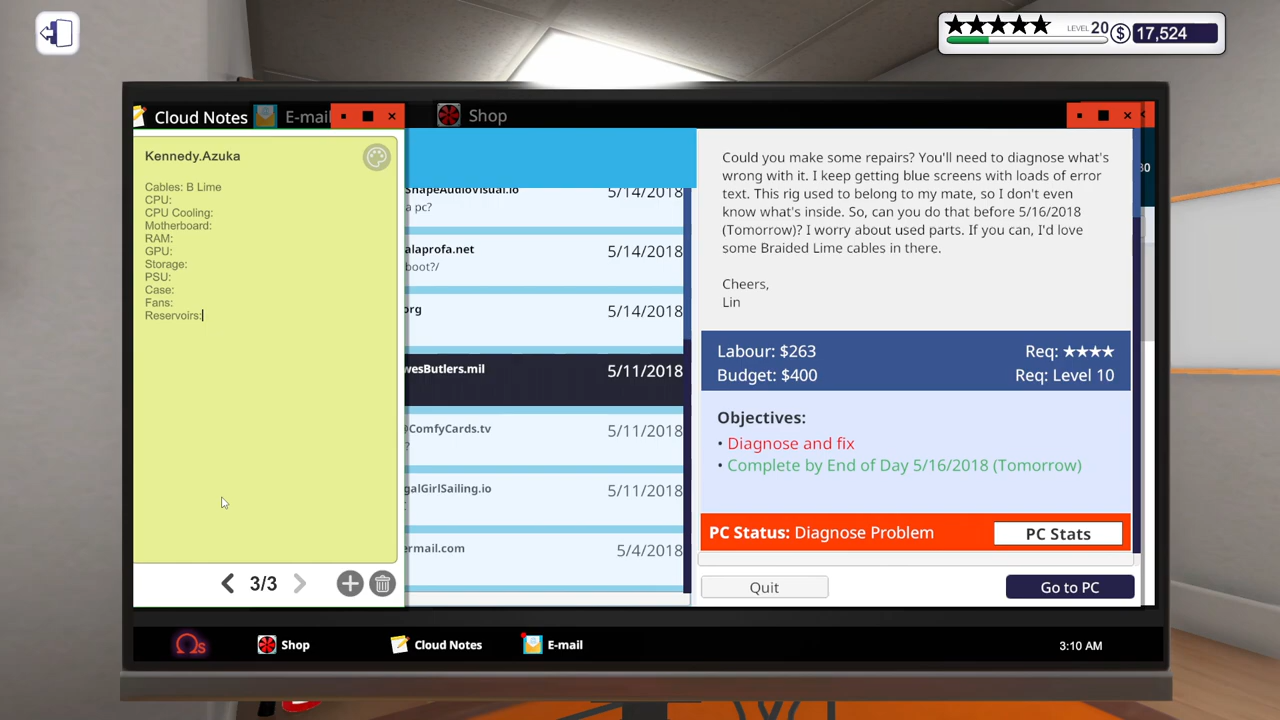 LEVEL 20
$ 17,524
Cloud Notes
E-mail
Shop
Kennedy.Azuka
Cables: B Lime
CPU:
CPU Cooling:
Motherboard:
RAM:
GPU:
Storage:
PSU:
Case:
Fans:
Reservoirs:
3/3
ShapeAudioVisual.io
5/14/2018
a pc?
alaprofa.net
5/14/2018
boot?/
org
5/14/2018
wesButlers.mil
5/11/2018
@ComfyCards.tv
5/11/2018
?
galGirlSailing.io
5/11/2018
ermail.com
5/4/2018
Could you make some repairs? You'll need to diagnose what's
wrong with it. I keep getting blue screens with loads of error
text. This rig used to belong to my mate, so I don't even
know what's inside. So, can you do that before 5/16/2018
(Tomorrow)? I worry about used parts. If you can, I'd love
some Braided Lime cables in there.
Cheers,
Lin
Labour: $263
Req: ★★★★
Budget: $400
Req: Level 10
Objectives:
• Diagnose and fix
• Complete by End of Day 5/16/2018 (Tomorrow)
PC Status: Diagnose Problem
PC Stats
Quit
Go to PC
Ωs
Shop
Cloud Notes
E-mail
3:10 AM